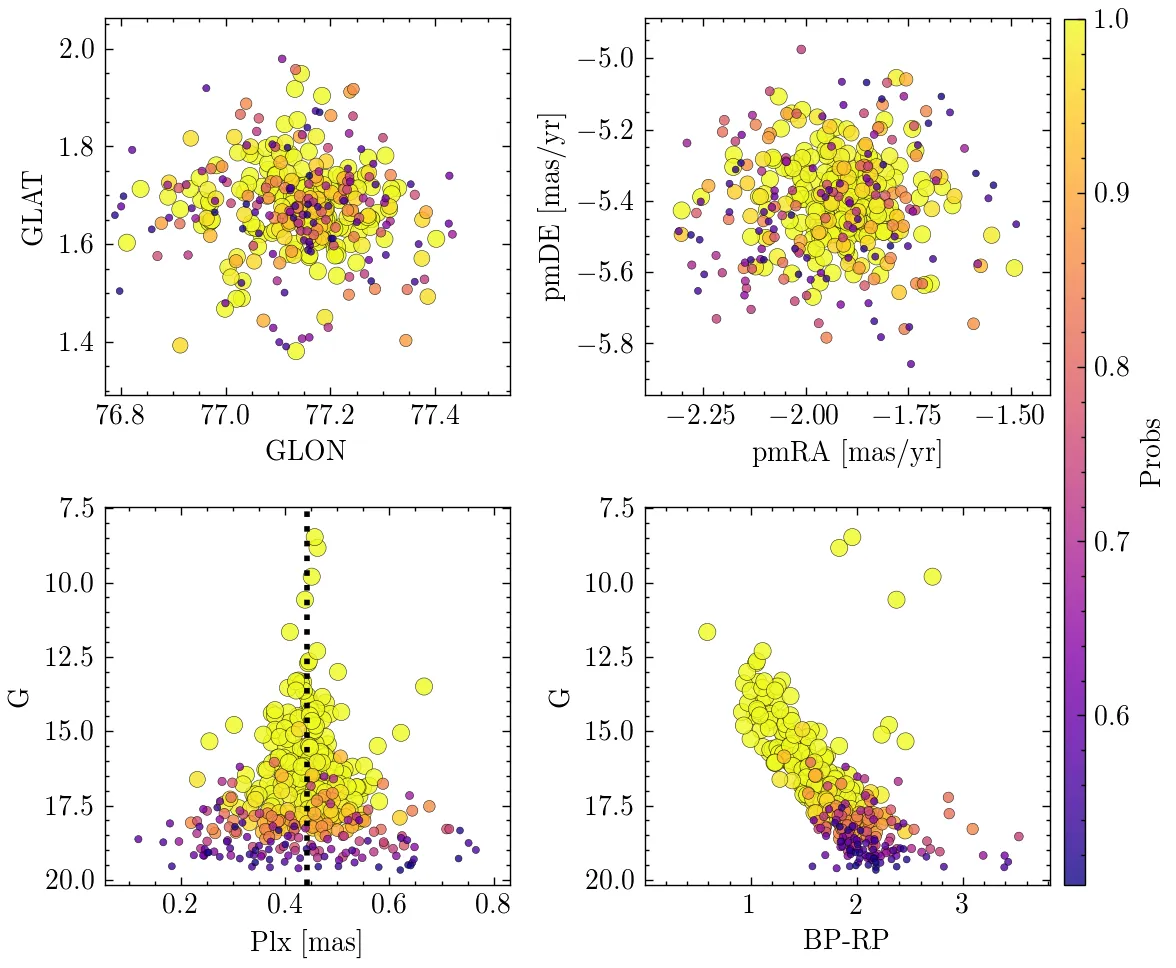 2.0
1.8
1.6
1.4
GLAT
76.8 77.0 77.2 77.4
GLON
−5.0
−5.2
−5.4
−5.6
−5.8
pmDE [mas/yr]
−2.25 −2.00 −1.75 −1.50
pmRA [mas/yr]
7.5
10.0
12.5
15.0
17.5
20.0
G
0.2 0.4 0.6 0.8
Plx [mas]
7.5
10.0
12.5
15.0
17.5
20.0
G
1 2 3
BP-RP
1.0
0.9
0.8
0.7
0.6
Probs